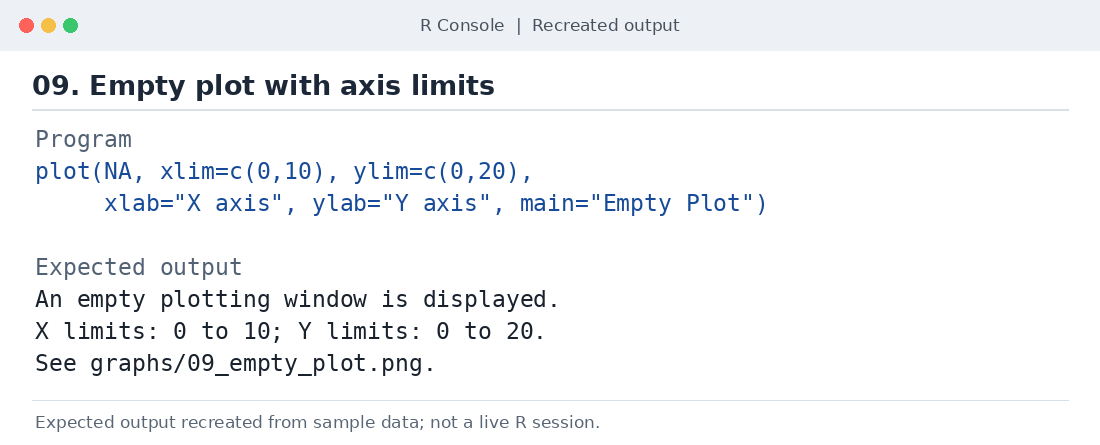 R Console | Recreated output
09. Empty plot with axis limits
Program
plot(NA, xlim=c(0,10), ylim=c(0,20),
     xlab="X axis", ylab="Y axis", main="Empty Plot")
Expected output
An empty plotting window is displayed.
X limits: 0 to 10; Y limits: 0 to 20.
See graphs/09_empty_plot.png.
Expected output recreated from sample data; not a live R session.